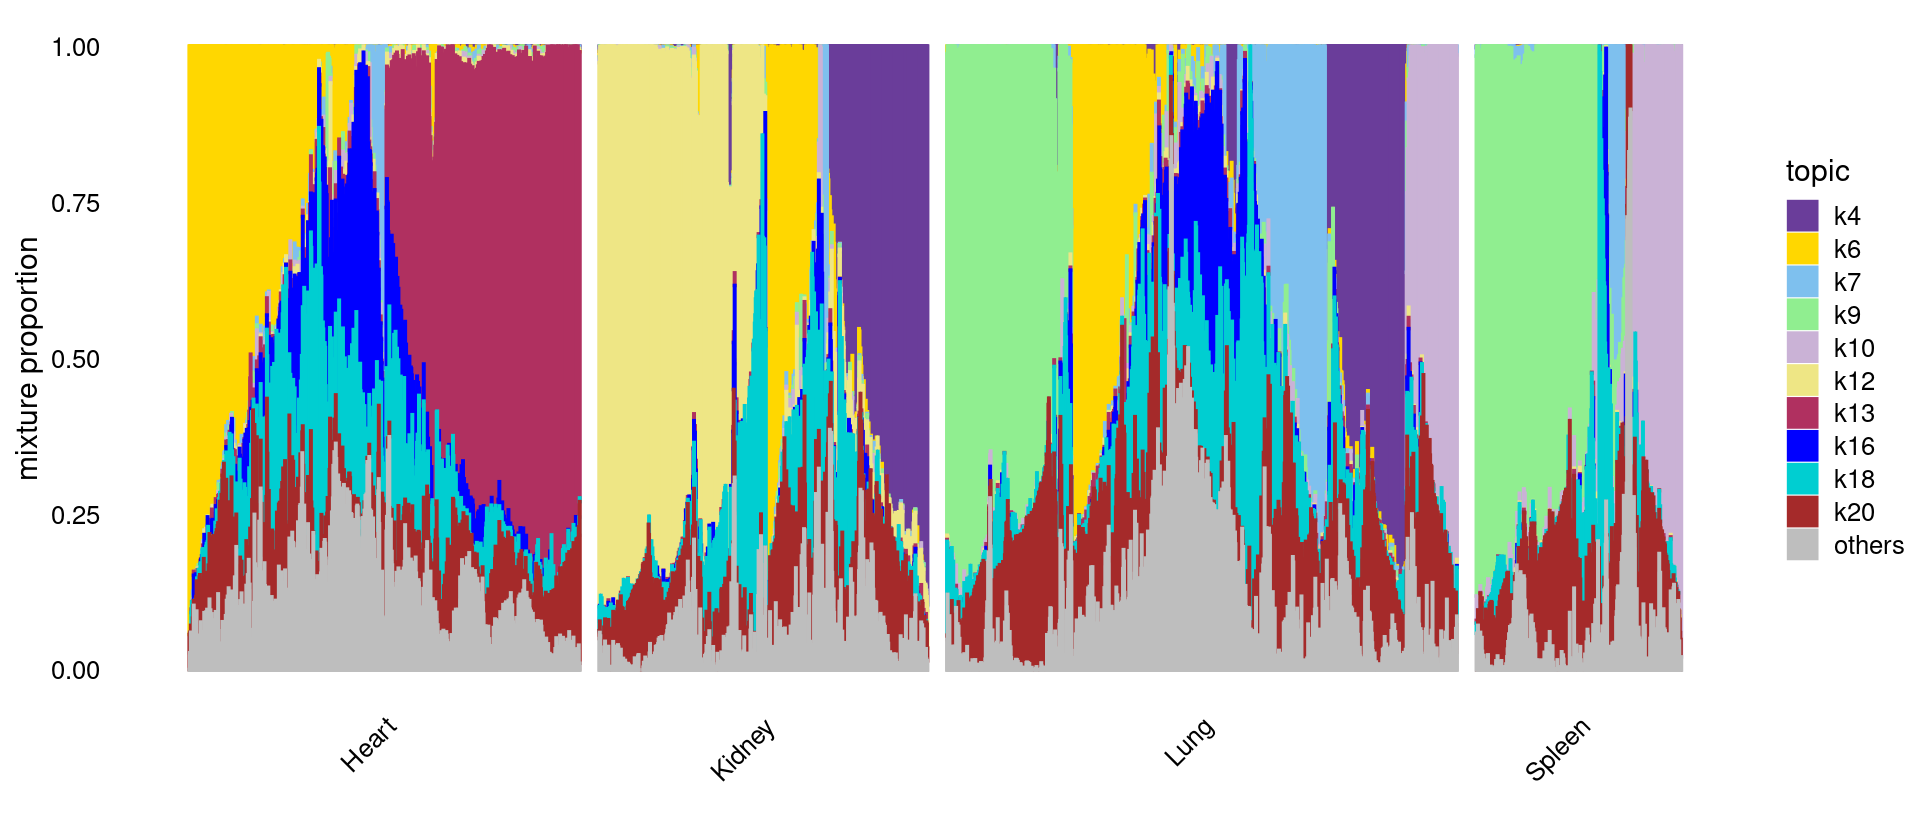 1.00
0.75
0.50
0.25
0.00
mixture proportion
Heart
Kidney
Lung
Spleen
topic
k4
k6
k7
k9
k10
k12
k13
k16
k18
k20
others